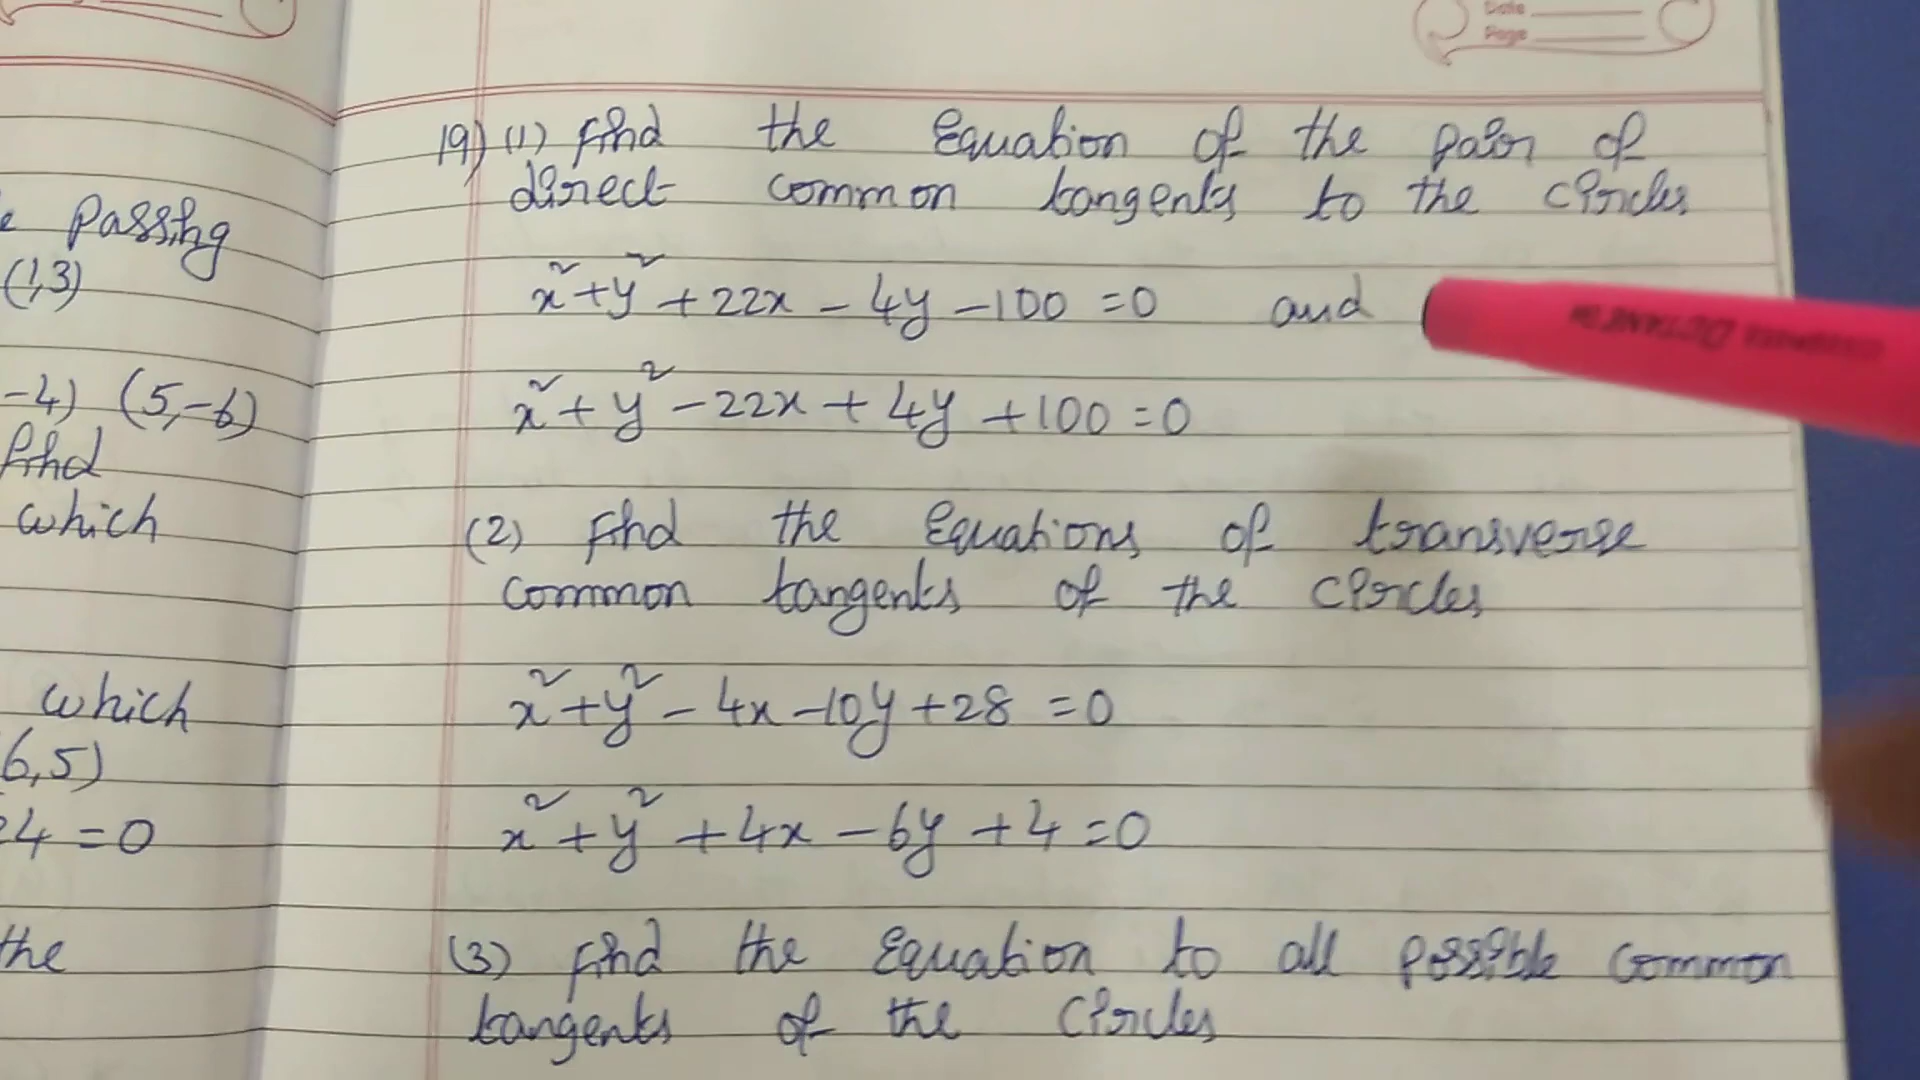 Date
Page
e passing
(1,3)
-4) (5,-6)
find
which
which
6,5)
24 =0
the
19) (1) Find the Equation of the pair of
direct common tangents to the circles
x²+y²+22x-4y-100=0 and
x²+y²-22x+4y+100=0
(2) Find the Equations of transverse
common tangents of the circles
x²+y²-4x-10y+28=0
x²+y²+4x-6y+4=0
(3) Find the Equation to all possible common
tangents of the circles